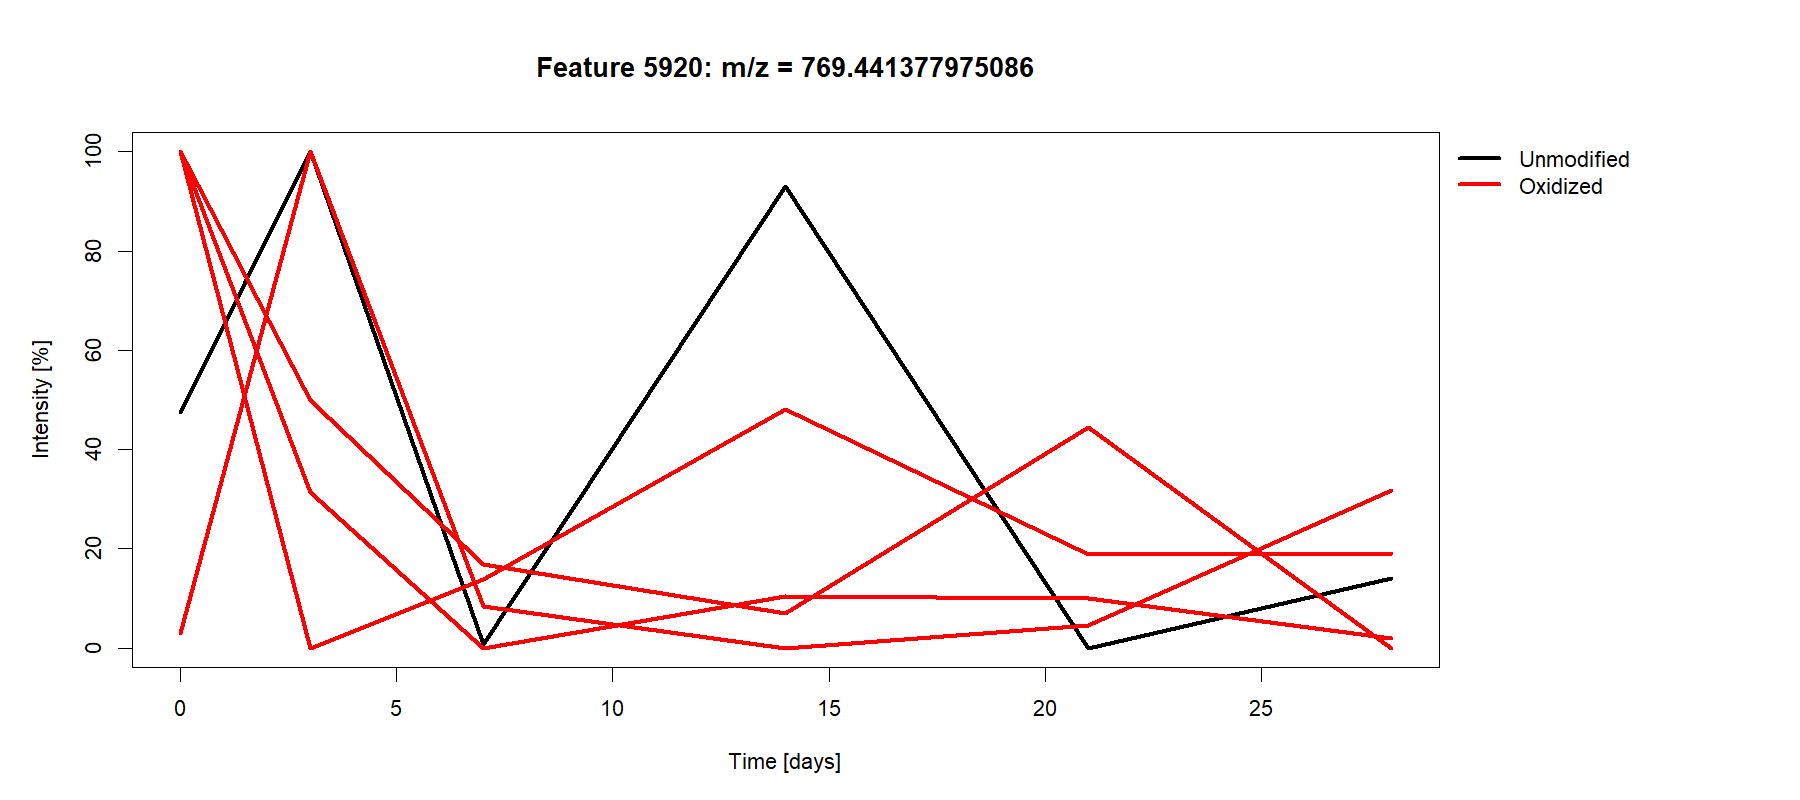 Feature 5920: m/z = 769.441377975086
Unmodified
Oxidized
Intensity [%]
100
80
60
40
20
0
0 5 10 15 20 25
Time [days]